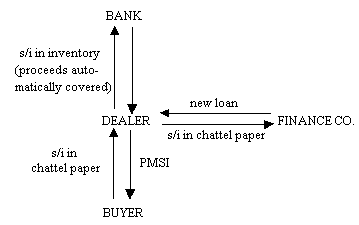 BANK
s/i in inventory
(proceeds auto-
matically covered)
new loan
DEALER
FINANCE CO.
s/i in chattel paper
s/i in
chattel paper
PMSI
BUYER